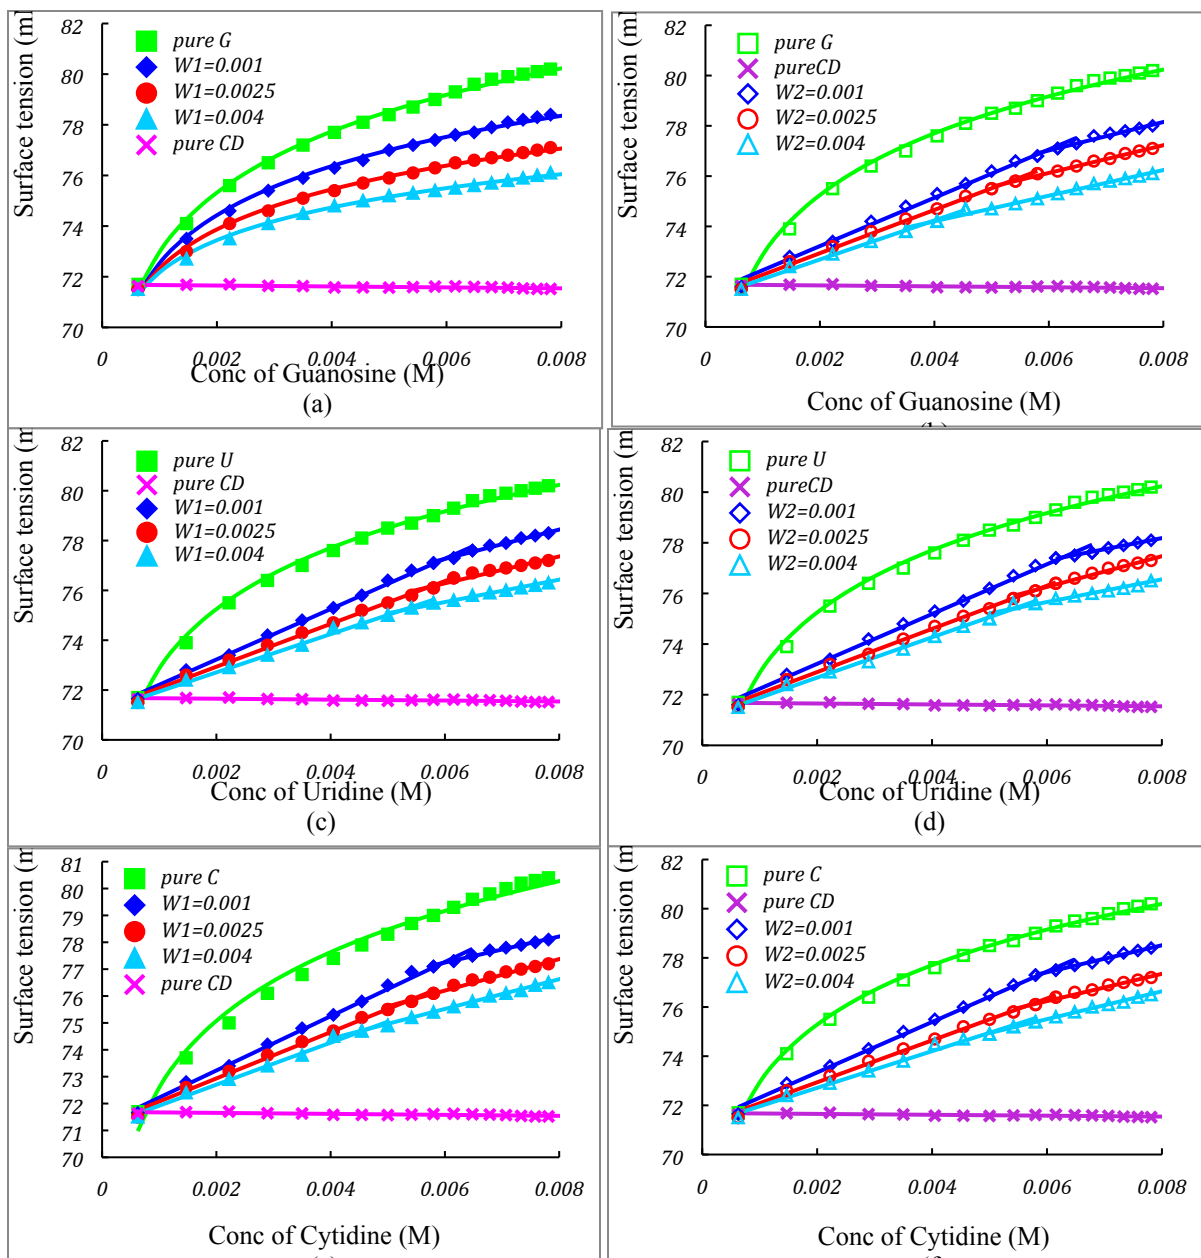 Surface tension (ml
82
80
78
76
74
72
70
pure G
W1=0.001
W1=0.0025
W1=0.004
pure CD
0
0.002
0.004
0.006
0.008
Conc of Guanosine (M)
(a)
Surface tension (m
82
80
78
76
74
72
70
pure G
pureCD
W2=0.001
W2=0.0025
W2=0.004
0
0.002
0.004
0.006
0.008
Conc of Guanosine (M)
Surface tension (m
82
80
78
76
74
72
70
pure U
pure CD
W1=0.001
W1=0.0025
W1=0.004
0
0.002
0.004
0.006
0.008
Conc of Uridine (M)
(c)
Surface tension (m
82
80
78
76
74
72
70
pure U
pureCD
W2=0.001
W2=0.0025
W2=0.004
0
0.002
0.004
0.006
0.008
Conc of Uridine (M)
(d)
Surface tension (m
81
80
79
78
77
76
75
74
73
72
71
70
pure C
W1=0.001
W1=0.0025
W1=0.004
pure CD
0
0.002
0.004
0.006
0.008
Conc of Cytidine (M)
Surface tension (m
82
80
78
76
74
72
70
pure C
pure CD
W2=0.001
W2=0.0025
W2=0.004
0
0.002
0.004
0.006
0.008
Conc of Cytidine (M)